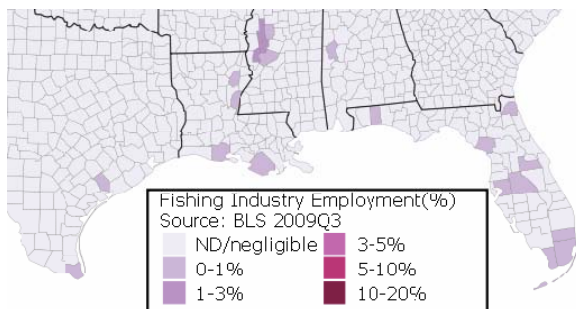 Fishing Industry Employment(%)
Source: BLS 2009Q3
ND/negligible
0-1%
1-3%
3-5%
5-10%
10-20%